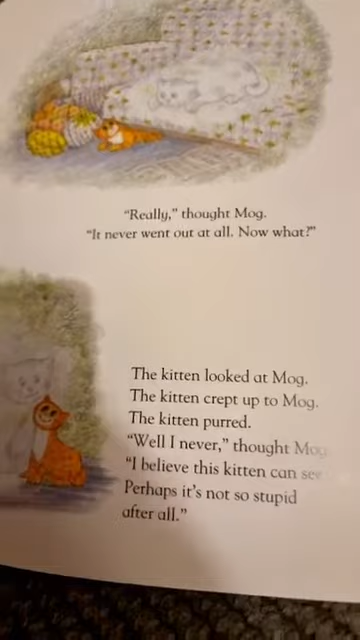 "Really," thought Mog.
"It never went out at all. Now what?"
The kitten looked at Mog.
The kitten crept up to Mog.
The kitten purred.
"Well I never," thought Mog
"I believe this kitten can see
Perhaps it's not so stupid
after all."